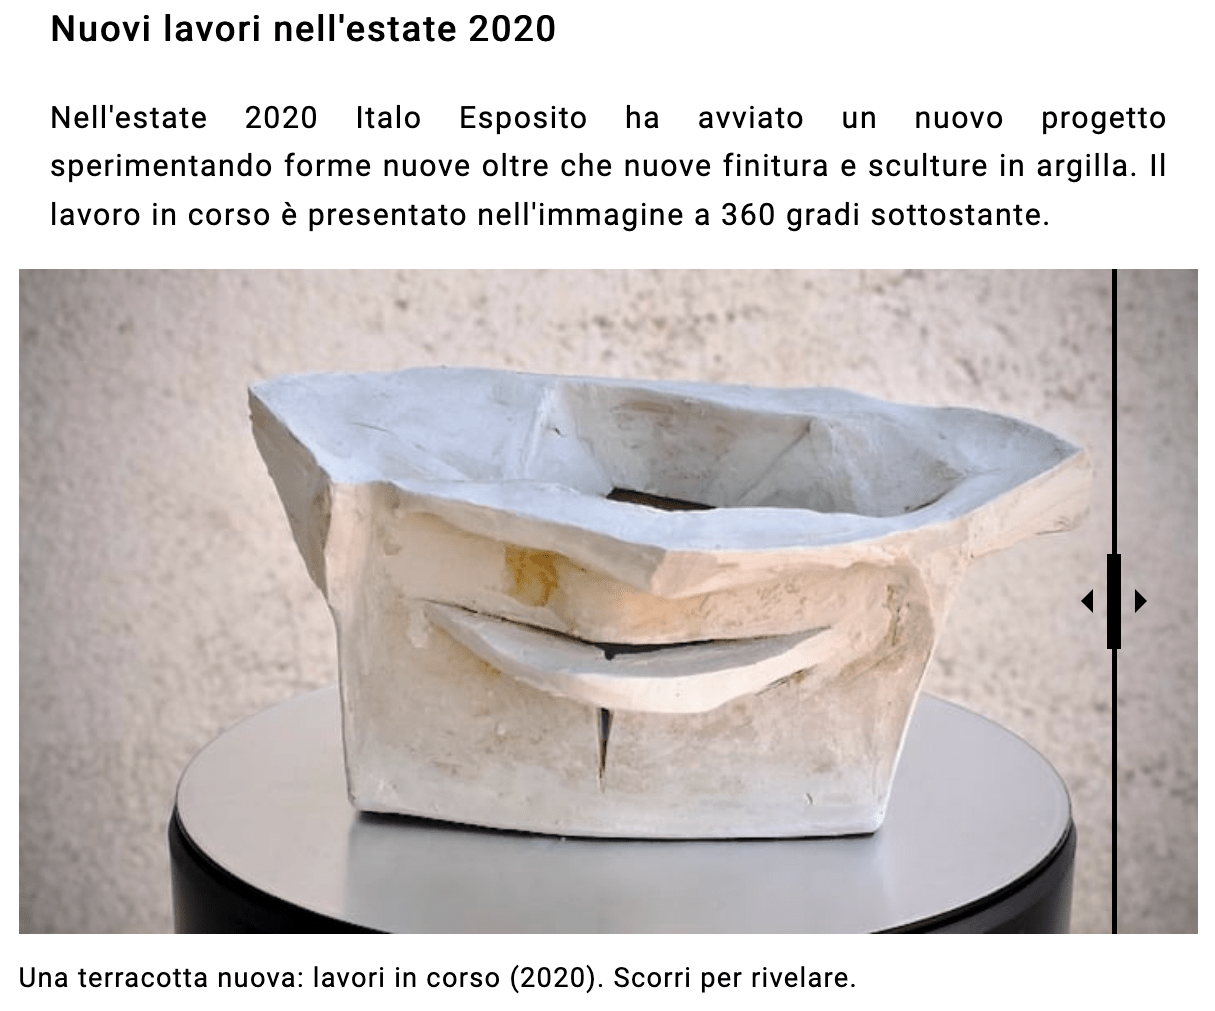 Nuovi lavori nell'estate 2020
Nell'estate 2020 Italo Esposito ha avviato un nuovo progetto
sperimentando forme nuove oltre che nuove finitura e sculture in argilla. Il
lavoro in corso è presentato nell'immagine a 360 gradi sottostante.
Una terracotta nuova: lavori in corso (2020). Scorri per rivelare.